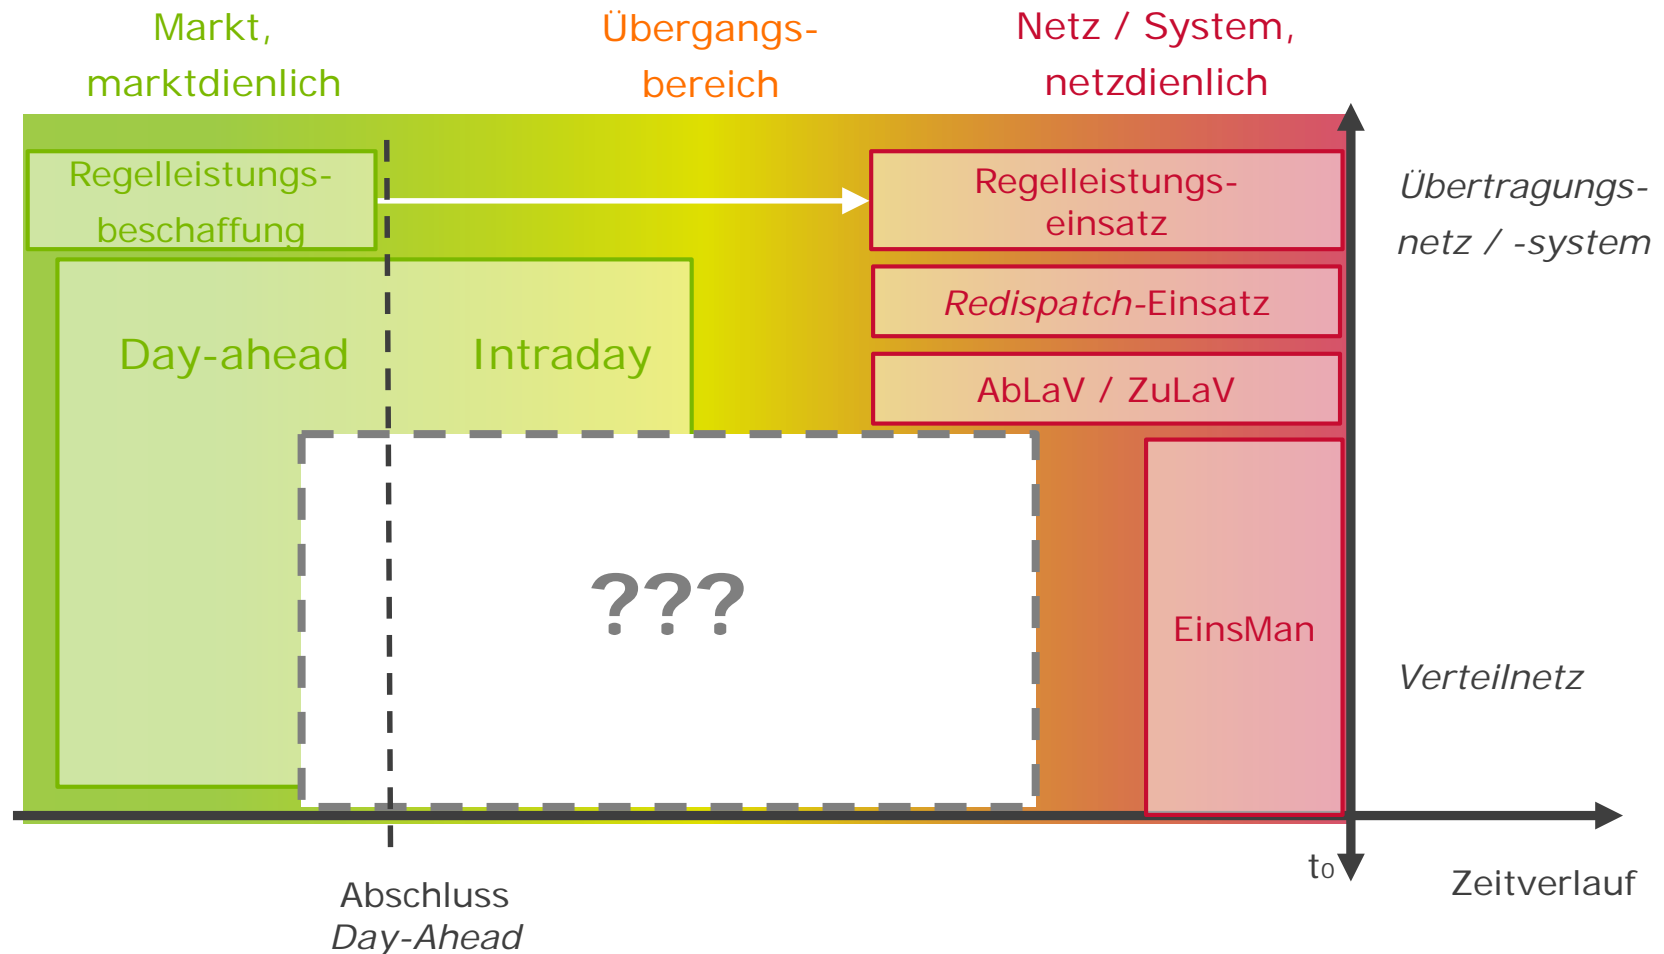 Markt,
marktdienlich
Übergangs-
bereich
Netz / System,
netzdienlich
Regelleistungs-
beschaffung
Regelleistungs-
einsatz
Übertragungs-
netz / -system
Redispatch-Einsatz
Day-ahead
Intraday
AbLaV / ZuLaV
???
EinsMan
Verteilnetz
t0
Zeitverlauf
Abschluss
Day-Ahead